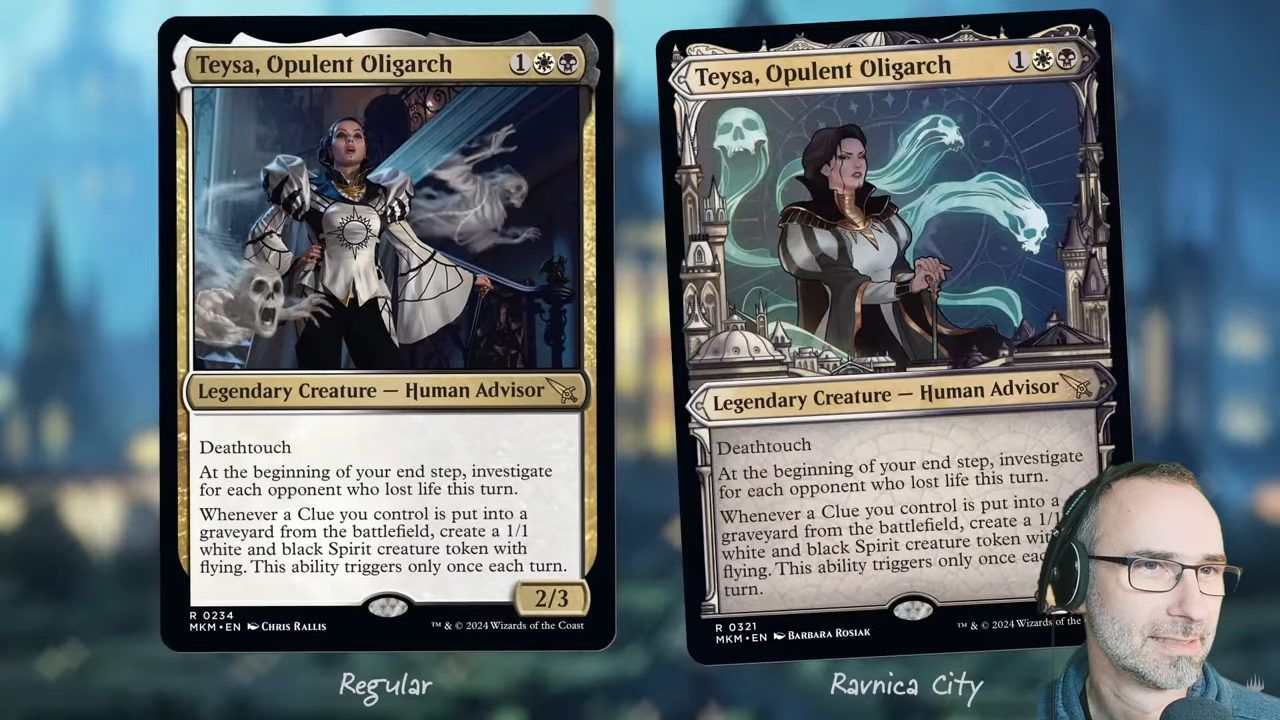 Teysa, Opulent Oligarch
1
Legendary Creature — Human Advisor
Deathtouch
At the beginning of your end step, investigate
for each opponent who lost life this turn.
Whenever a Clue you control is put into a
graveyard from the battlefield, create a 1/1
white and black Spirit creature token with
flying. This ability triggers only once each turn.
2/3
R 0234
MKM • EN Chris Rallis
™ & © 2024 Wizards of the Coast
Regular
Teysa, Opulent Oligarch
1
Legendary Creature — Human Advisor
Deathtouch
At the beginning of your end step, investigate
for each opponent who lost life this turn.
Whenever a Clue you control is put into a
graveyard from the battlefield, create a 1/1
white and black Spirit creature token with
flying. This ability triggers only once eac
turn.
R 0321
MKM • EN Barbara Rosiak
™ & © 2024 Wizards of the
Ravnica City